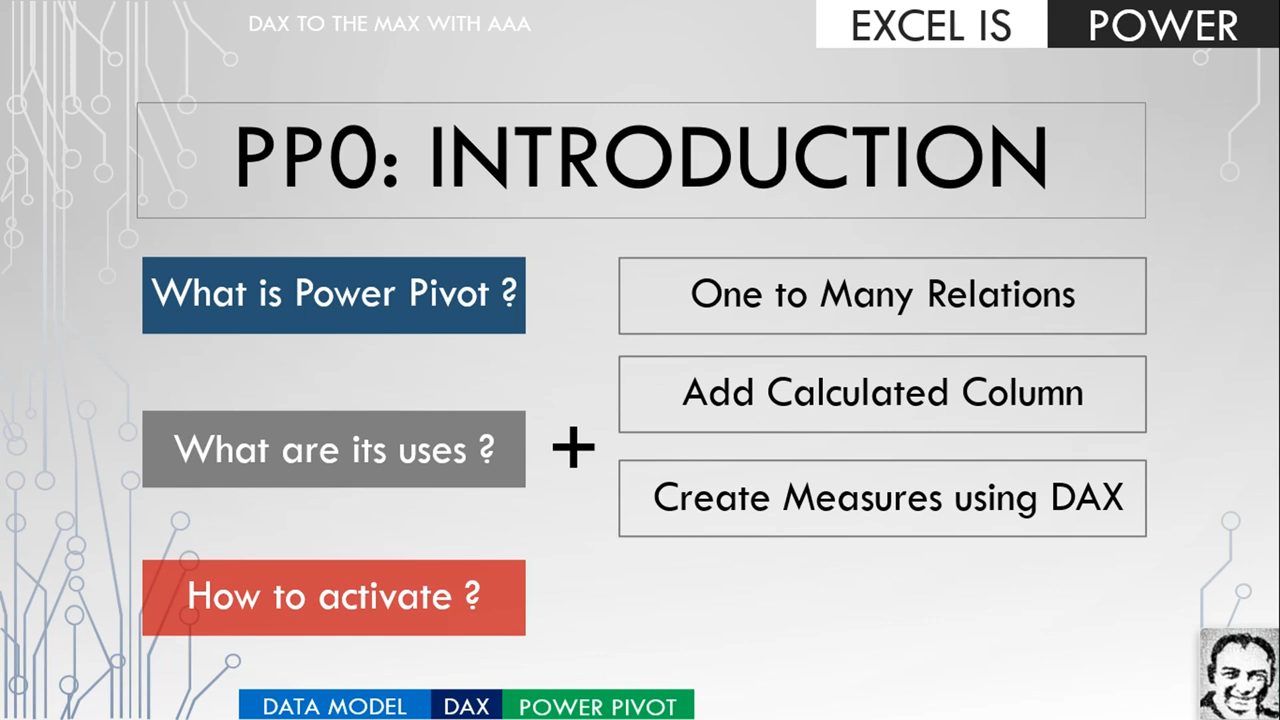 DAX TO THE MAX WITH AAA
EXCEL IS POWER
PP0: INTRODUCTION
What is Power Pivot ?
What are its uses ?
How to activate ?
+
One to Many Relations
Add Calculated Column
Create Measures using DAX
DATA MODEL DAX POWER PIVOT